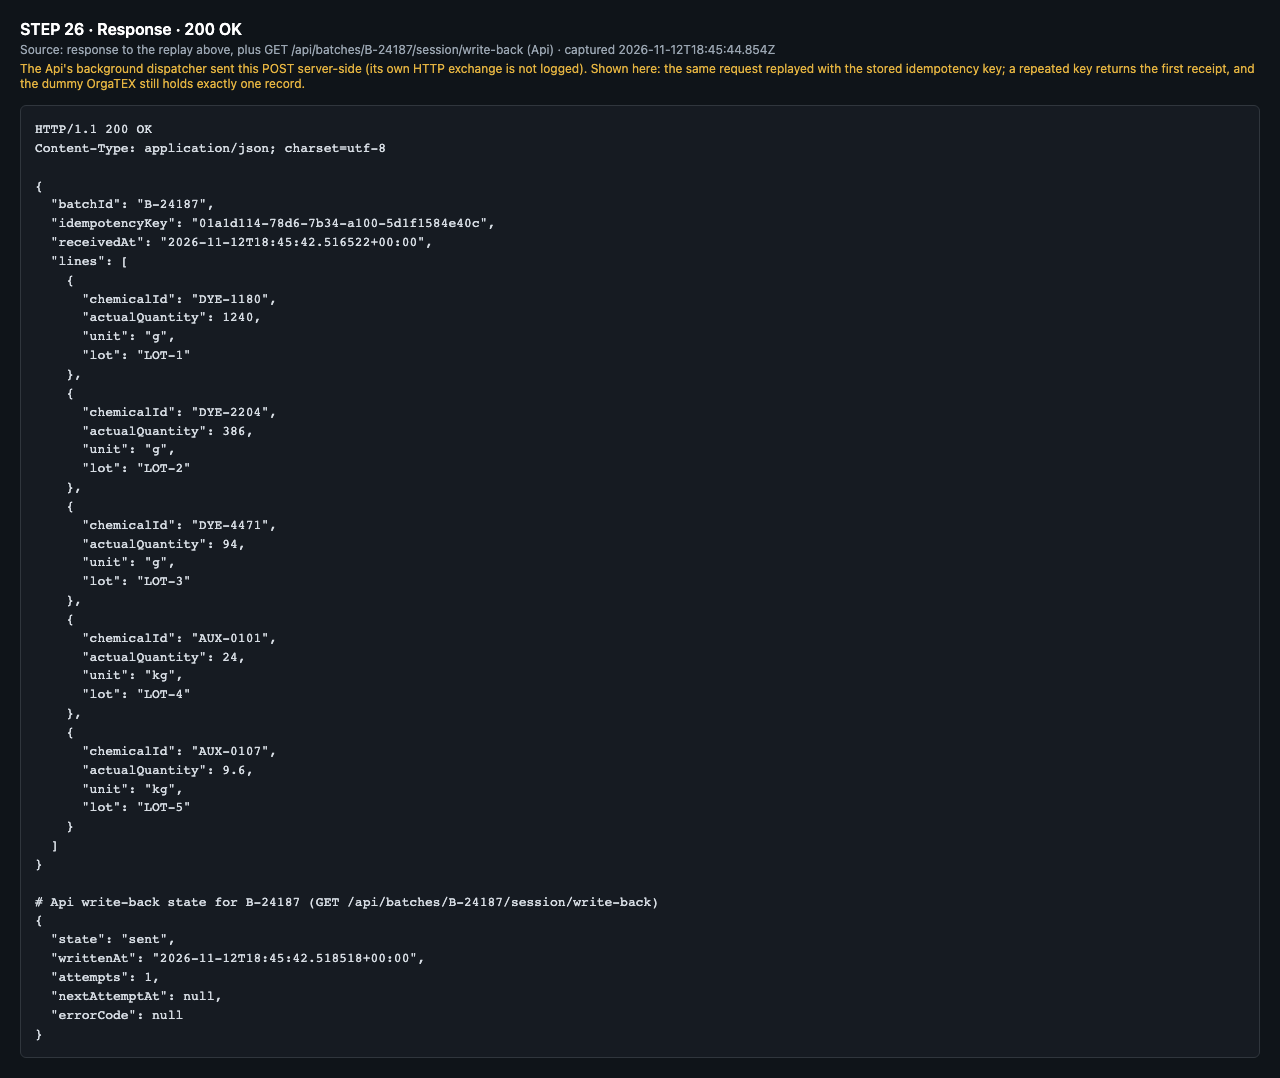 STEP 26 · Response · 200 OK
Source: response to the replay above, plus GET /api/batches/B-24187/session/write-back (Api) · captured 2026-11-12T18:45:44.854Z
The Api's background dispatcher sent this POST server-side (its own HTTP exchange is not logged). Shown here: the same request replayed with the stored idempotency key; a repeated key returns the first receipt, and
the dummy OrgaTEX still holds exactly one record.
HTTP/1.1 200 OK
Content-Type: application/json; charset=utf-8
{
  "batchId": "B-24187",
  "idempotencyKey": "01a1d114-78d6-7b34-a100-5d1f1584e40c",
  "receivedAt": "2026-11-12T18:45:42.516522+00:00",
  "lines": [
    {
      "chemicalId": "DYE-1180",
      "actualQuantity": 1240,
      "unit": "g",
      "lot": "LOT-1"
    },
    {
      "chemicalId": "DYE-2204",
      "actualQuantity": 386,
      "unit": "g",
      "lot": "LOT-2"
    },
    {
      "chemicalId": "DYE-4471",
      "actualQuantity": 94,
      "unit": "g",
      "lot": "LOT-3"
    },
    {
      "chemicalId": "AUX-0101",
      "actualQuantity": 24,
      "unit": "kg",
      "lot": "LOT-4"
    },
    {
      "chemicalId": "AUX-0107",
      "actualQuantity": 9.6,
      "unit": "kg",
      "lot": "LOT-5"
    }
  ]
}
# Api write-back state for B-24187 (GET /api/batches/B-24187/session/write-back)
{
  "state": "sent",
  "writtenAt": "2026-11-12T18:45:42.518518+00:00",
  "attempts": 1,
  "nextAttemptAt": null,
  "errorCode": null
}